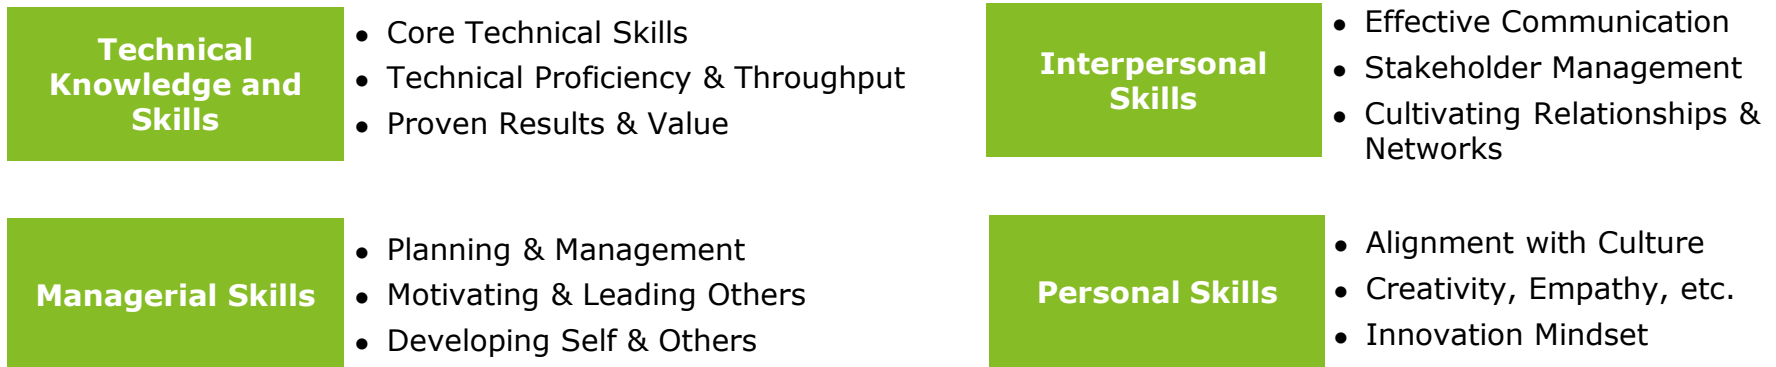 Technical
Knowledge and
Skills
• Core Technical Skills
• Technical Proficiency & Throughput
• Proven Results & Value
Interpersonal
Skills
• Effective Communication
• Stakeholder Management
• Cultivating Relationships &
Networks
Managerial Skills
• Planning & Management
• Motivating & Leading Others
• Developing Self & Others
Personal Skills
• Alignment with Culture
• Creativity, Empathy, etc.
• Innovation Mindset